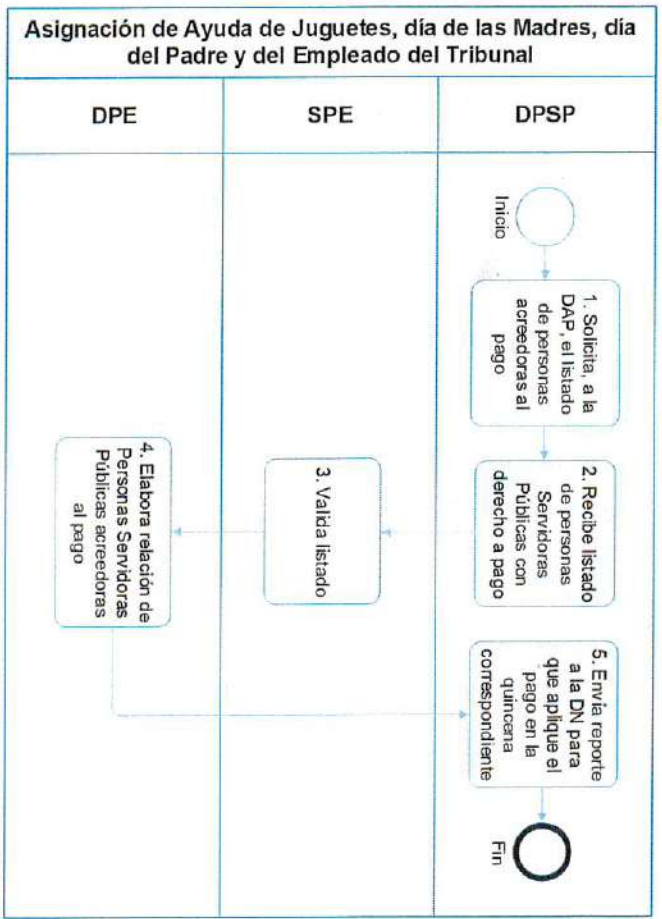 Asignación de Ayuda de Juguetes, día de las Madres, día
del Padre y del Empleado del Tribunal
DPE
SPE
DPSP
Inicio
1. Solicita, a la
DAP, el listado
de personas
acreedoras al
pago
2. Recibe listado
de personas
Servidoras
Públicas con
derecho a pago
3. Valida listado
4. Elabora relación de
Personas Servidoras
Públicas acreedoras
al pago
5. Envía reporte
a la DN para
que aplique el
pago en la
quincena
correspondiente
Fin